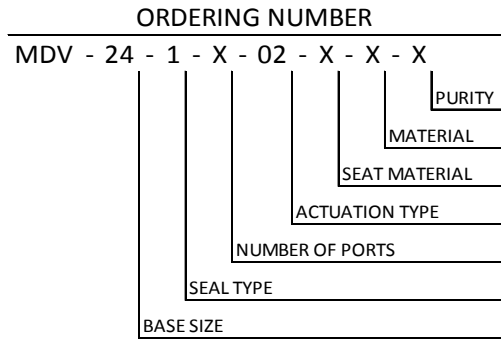 ORDERING NUMBER
MDV - 24 - 1 - X - 02 - X - X - X
PURITY
MATERIAL
SEAT MATERIAL
ACTUATION TYPE
NUMBER OF PORTS
SEAL TYPE
BASE SIZE